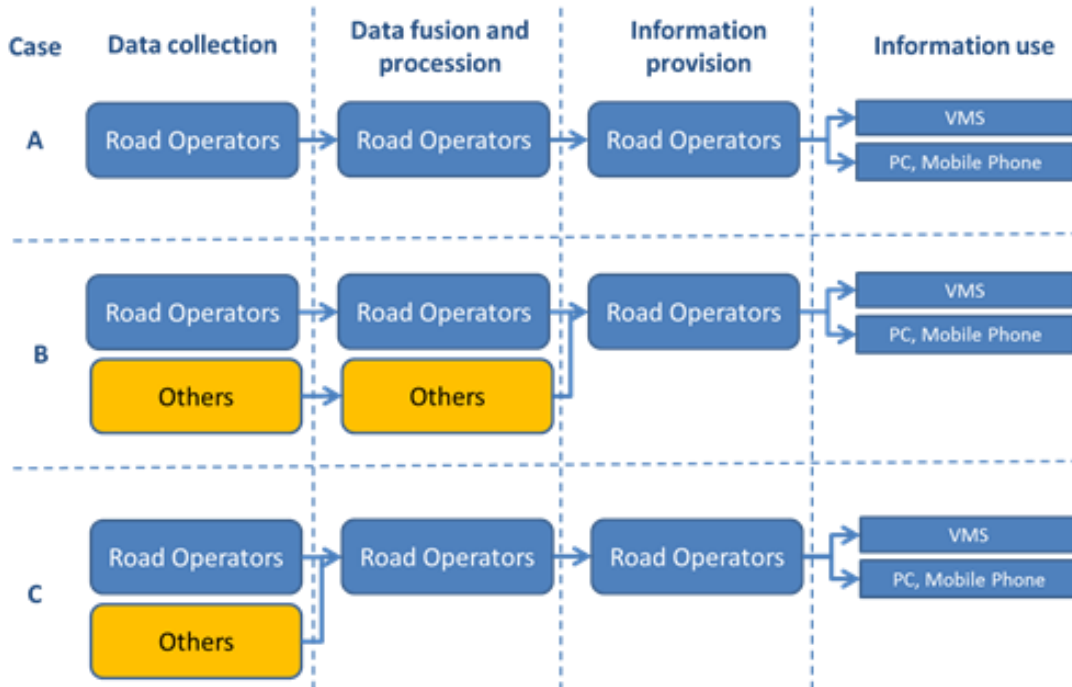 Case
Data collection
Data fusion and
procession
Information
provision
Information use
A
Road Operators
Road Operators
Road Operators
VMS
PC, Mobile Phone
B
Road Operators
Road Operators
Road Operators
VMS
PC, Mobile Phone
Others
Others
C
Road Operators
Road Operators
Road Operators
VMS
PC, Mobile Phone
Others